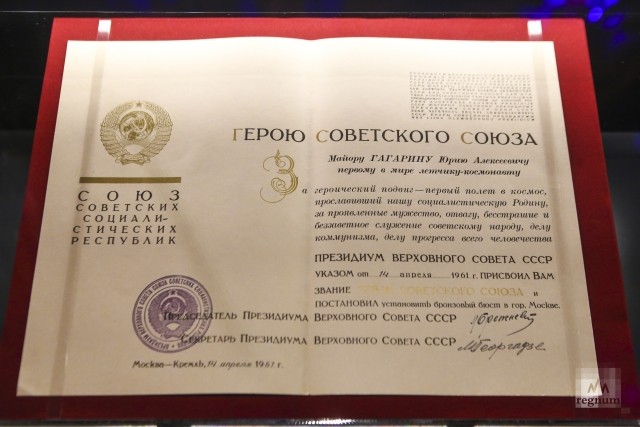 СОЮЗ
СОВЕТСКИХ
СОЦИАЛИ-
СТИЧЕСКИХ
РЕСПУБЛИК
ГЕРОЮ СОВЕТСКОГО СОЮЗА
Майору ГАГАРИНУ Юрию Алексеевичу
первому в мире летчику-космонавту
За героический подвиг — первый полет в космос,
прославивший нашу социалистическую Родину,
за проявленные мужество, отвагу, бесстрашие и
беззаветное служение советскому народу, делу
коммунизма, делу прогресса всего человечества
ПРЕЗИДИУМ ВЕРХОВНОГО СОВЕТА СССР
УКАЗОМ от 14 апреля 1961 г. ПРИСВОИЛ ВАМ
ЗВАНИЕ ГЕРОЯ СОВЕТСКОГО СОЮЗА и
ПОСТАНОВИЛ установить бронзовый бюст в гор. Москве.
Председатель Президиума Верховного Совета СССР Брежнев
Секретарь Президиума Верховного Совета СССР М Георгадзе
Москва—Кремль, 14 апреля 1961 г.
regnum